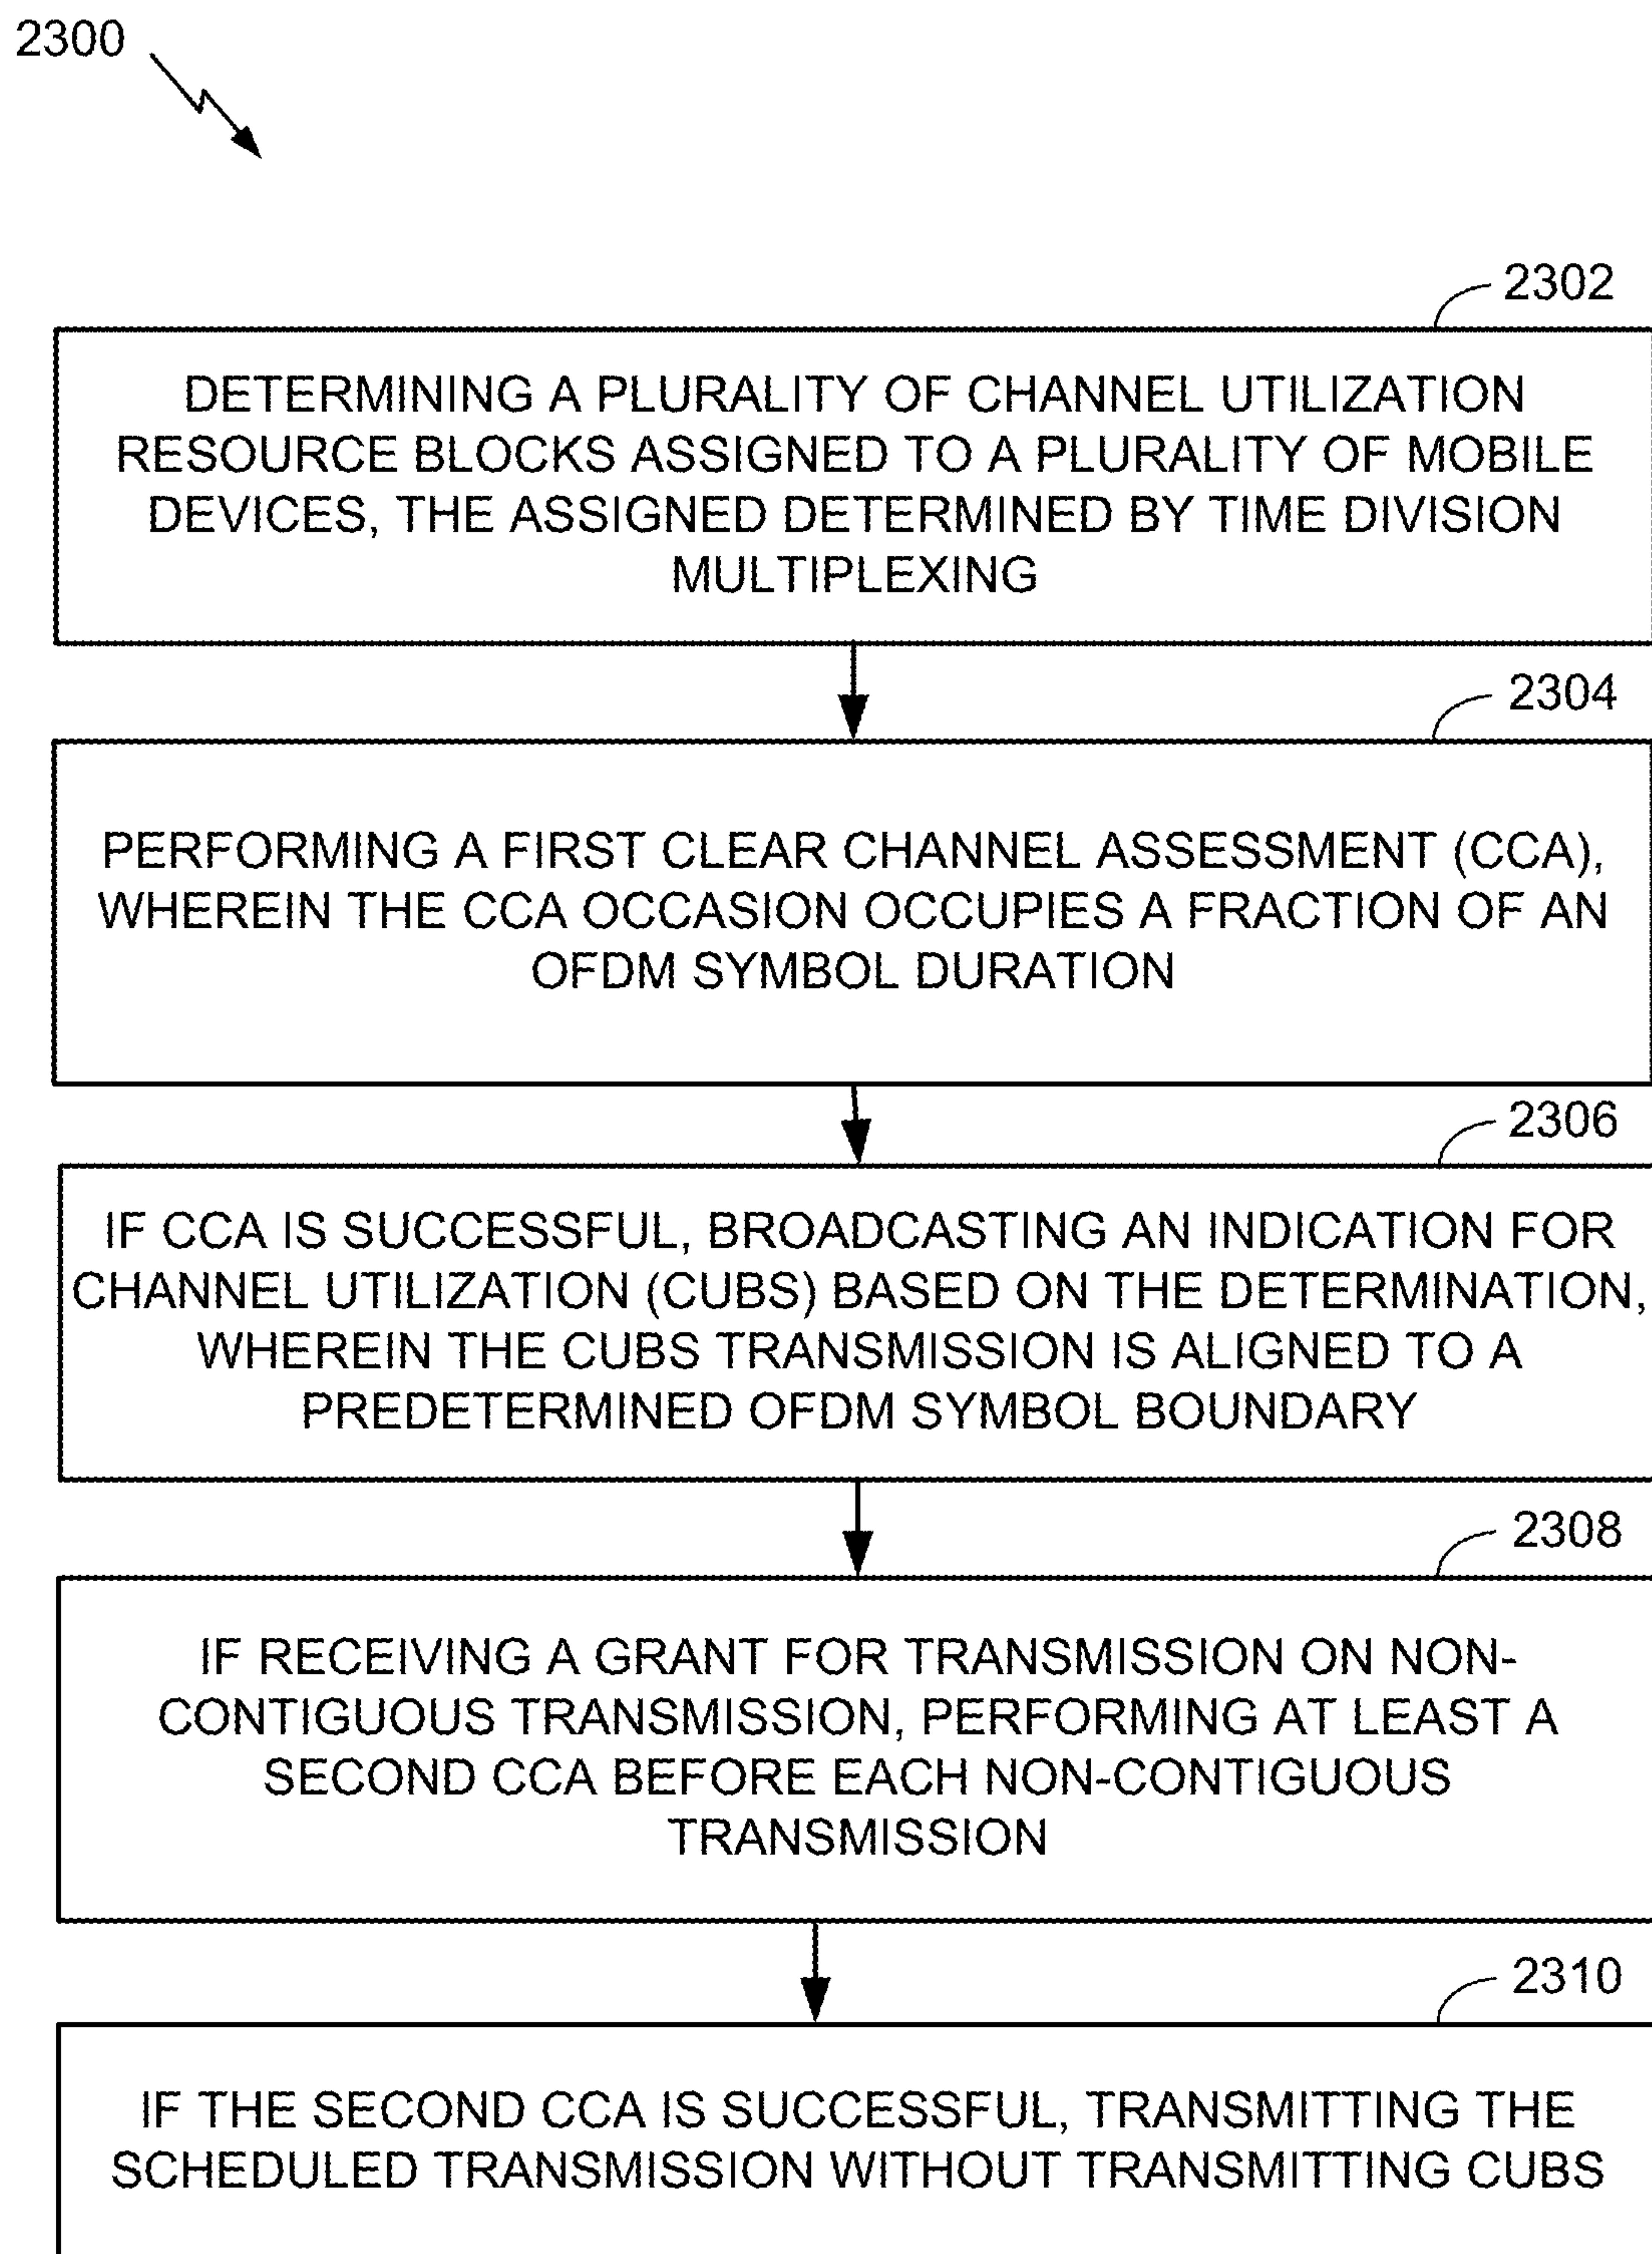 2300
2302
DETERMINING A PLURALITY OF CHANNEL UTILIZATION
RESOURCE BLOCKS ASSIGNED TO A PLURALITY OF MOBILE
DEVICES, THE ASSIGNED DETERMINED BY TIME DIVISION
MULTIPLEXING
2304
PERFORMING A FIRST CLEAR CHANNEL ASSESSMENT (CCA),
WHEREIN THE CCA OCCASION OCCUPIES A FRACTION OF AN
OFDM SYMBOL DURATION
2306
IF CCA IS SUCCESSFUL, BROADCASTING AN INDICATION FOR
CHANNEL UTILIZATION (CUBS) BASED ON THE DETERMINATION,
WHEREIN THE CUBS TRANSMISSION IS ALIGNED TO A
PREDETERMINED OFDM SYMBOL BOUNDARY
2308
IF RECEIVING A GRANT FOR TRANSMISSION ON NON-
CONTIGUOUS TRANSMISSION, PERFORMING AT LEAST A
SECOND CCA BEFORE EACH NON-CONTIGUOUS
TRANSMISSION
2310
IF THE SECOND CCA IS SUCCESSFUL, TRANSMITTING THE
SCHEDULED TRANSMISSION WITHOUT TRANSMITTING CUBS